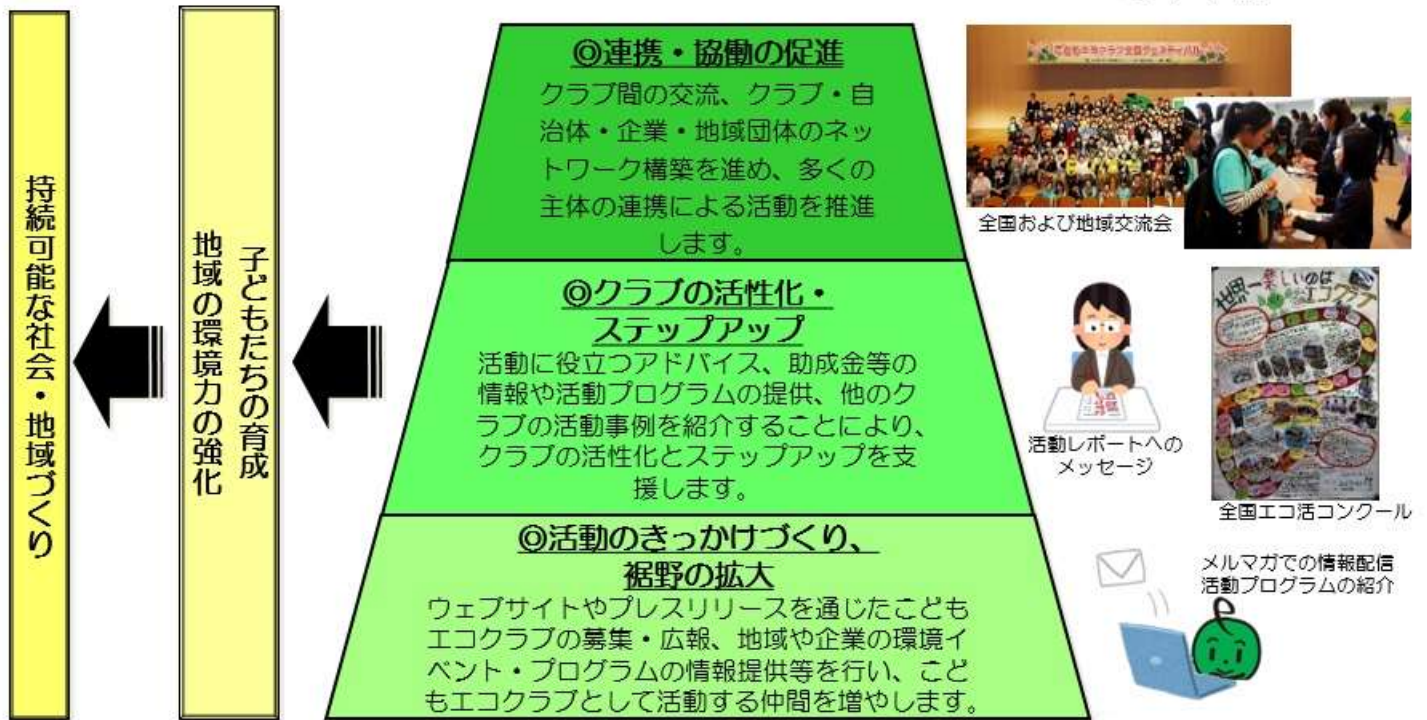 持続可能な社会・地域づくり
子どもたちの育成
地域の環境力の強化
◎連携・協働の促進
クラブ間の交流、クラブ・自
治体・企業・地域団体のネッ
トワーク構築を進め、多くの
主体の連携による活動を推進
します。
◎クラブの活性化・
ステップアップ
活動に役立つアドバイス、助成金等の
情報や活動プログラムの提供、他のク
ラブの活動事例を紹介することにより、
クラブの活性化とステップアップを支
援します。
◎活動のきっかけづくり、
裾野の拡大
ウェブサイトやプレスリリースを通じたこども
エコクラブの募集・広報、地域や企業の環境イ
ベント・プログラムの情報提供等を行い、こど
もエコクラブとして活動する仲間を増やします。
全国および地域交流会
活動レポートへの
メッセージ
世界一楽しいのは
エコクラブ
全国エコ活コンクール
メルマガでの情報配信
活動プログラムの紹介